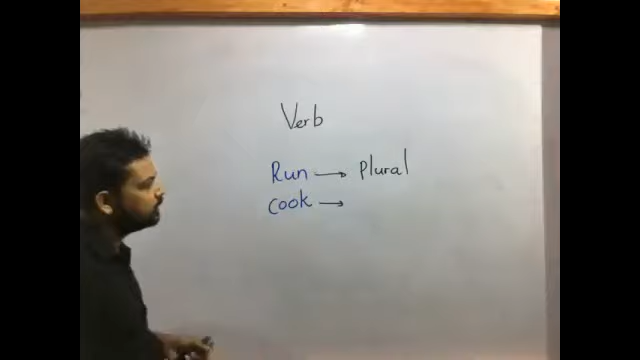 Verb
Run → Plural
Cook →